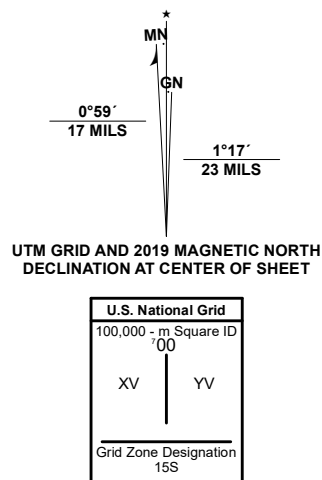 ★
MN
GN
0°59´
17 MILS
1°17´
23 MILS
UTM GRID AND 2019 MAGNETIC NORTH
DECLINATION AT CENTER OF SHEET
U.S. National Grid
100,000 - m Square ID
⁷00
XV YV
Grid Zone Designation
15S